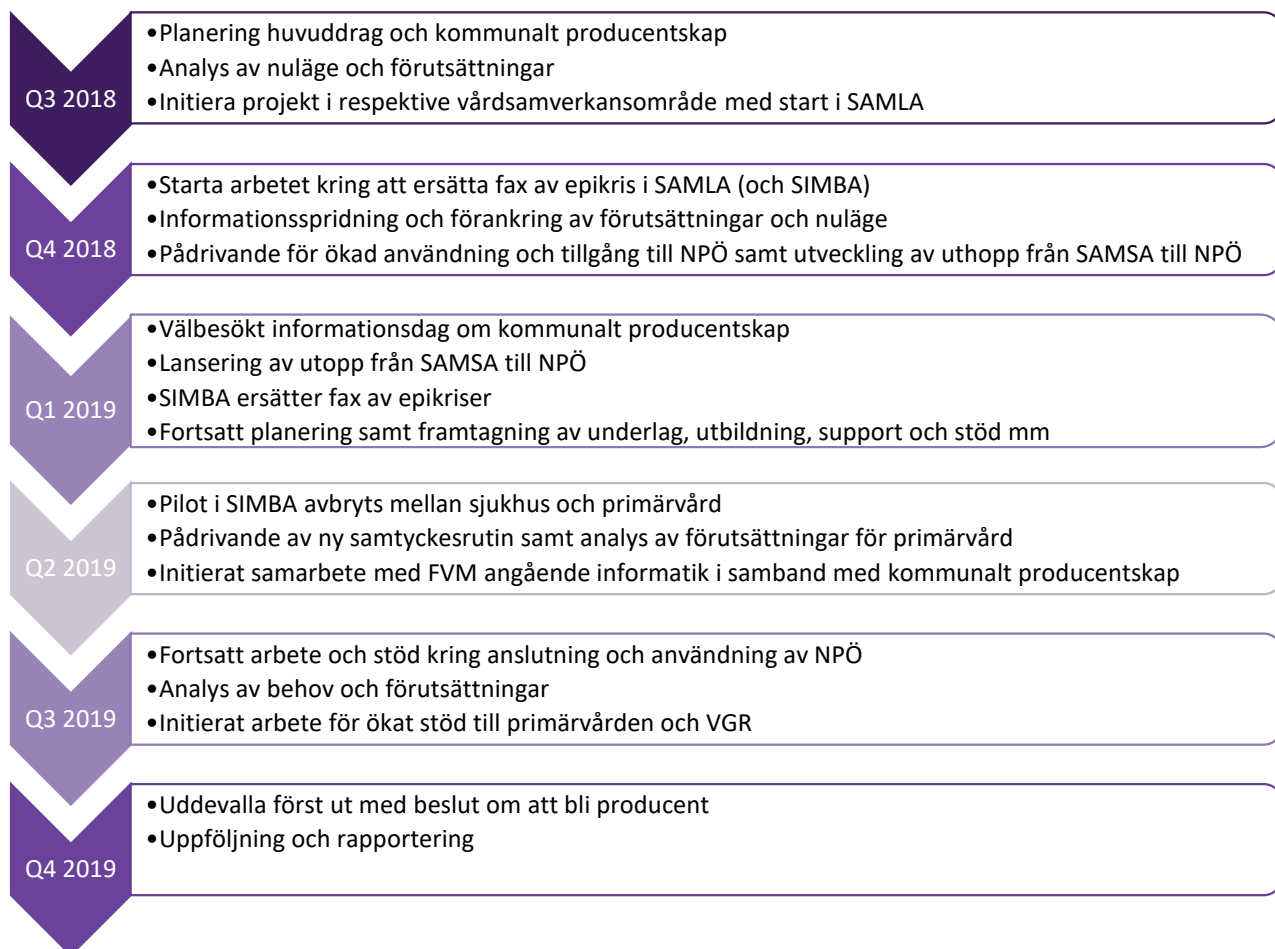 Q3 2018
•Planering huvuddrag och kommunalt producentskap
•Analys av nuläge och förutsättningar
•Initiera projekt i respektive vårdsamverkansområde med start i SAMLA
Q4 2018
•Starta arbetet kring att ersätta fax av epikris i SAMLA (och SIMBA)
•Informationsspridning och förankring av förutsättningar och nuläge
•Pådrivande för ökad användning och tillgång till NPÖ samt utveckling av uthopp från SAMSA till NPÖ
Q1 2019
•Välbesökt informationsdag om kommunalt producentskap
•Lansering av utopp från SAMSA till NPÖ
•SIMBA ersätter fax av epikriser
•Fortsatt planering samt framtagning av underlag, utbildning, support och stöd mm
Q2 2019
•Pilot i SIMBA avbryts mellan sjukhus och primärvård
•Pådrivande av ny samtyckesrutin samt analys av förutsättningar för primärvård
•Initierat samarbete med FVM angående informatik i samband med kommunalt producentskap
Q3 2019
•Fortsatt arbete och stöd kring anslutning och användning av NPÖ
•Analys av behov och förutsättningar
•Initierat arbete för ökat stöd till primärvården och VGR
Q4 2019
•Uddevalla först ut med beslut om att bli producent
•Uppföljning och rapportering